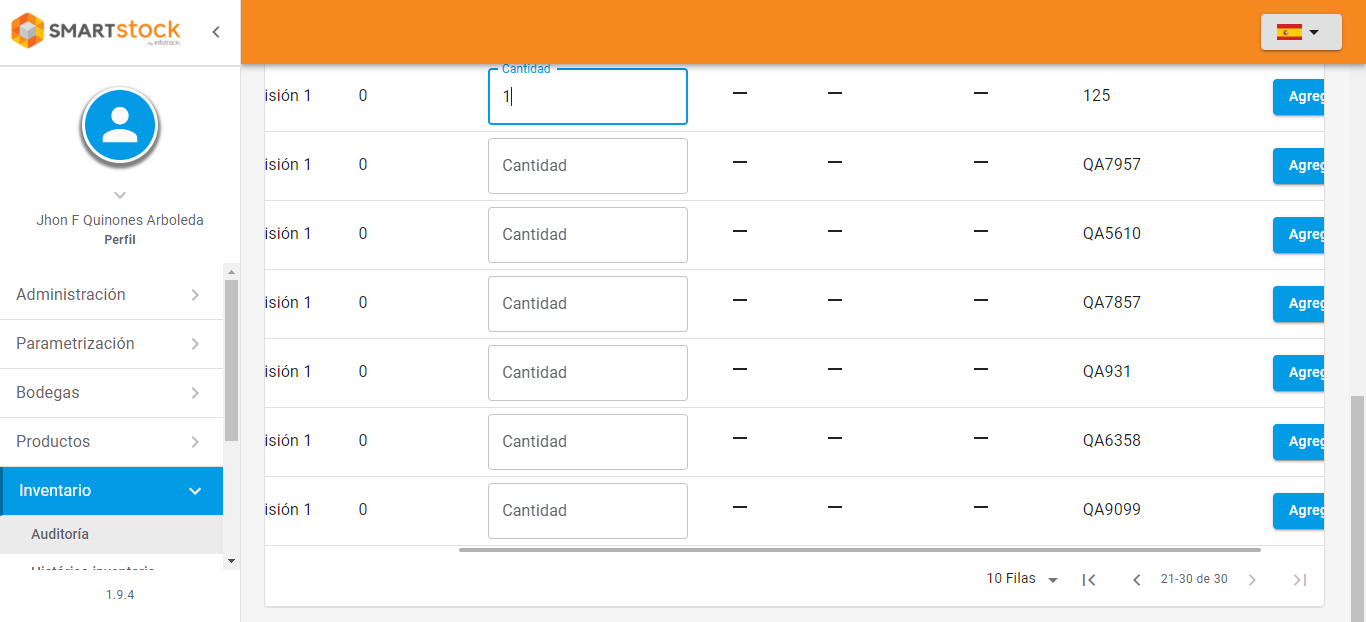 SMARTstock
by infotrack.
Jhon F Quinones Arboleda
Perfil
Administración
Parametrización
Bodegas
Productos
Inventario
Auditoría
Histórico inventario
1.9.4
Cantidad
isión 1 0 1 — — — 125 Agreg
isión 1 0 Cantidad — — — QA7957 Agreg
isión 1 0 Cantidad — — — QA5610 Agreg
isión 1 0 Cantidad — — — QA7857 Agreg
isión 1 0 Cantidad — — — QA931 Agreg
isión 1 0 Cantidad — — — QA6358 Agreg
isión 1 0 Cantidad — — — QA9099 Agreg
10 Filas 21-30 de 30